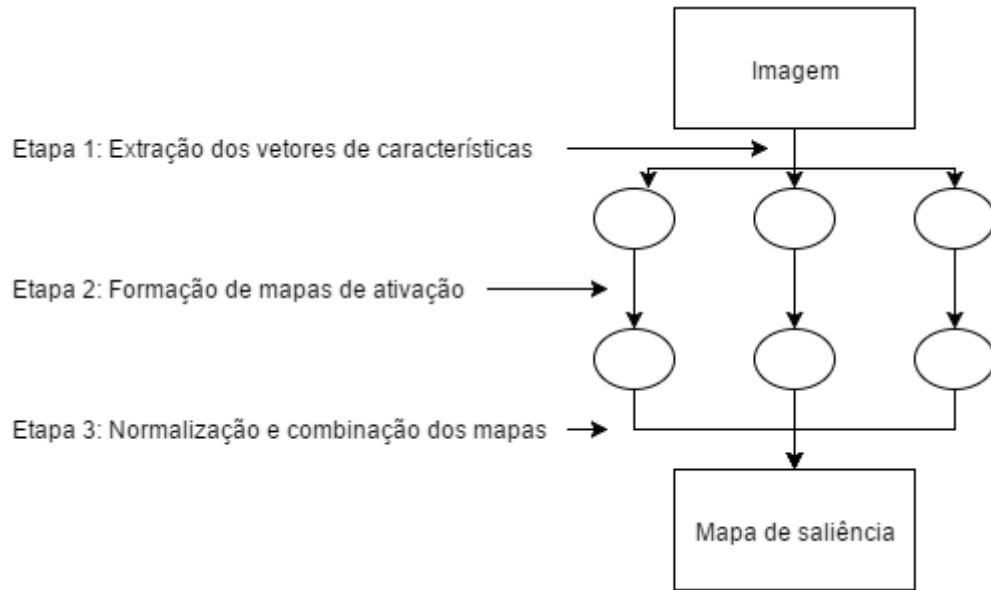 Imagem
Etapa 1: Extração dos vetores de características
Etapa 2: Formação de mapas de ativação
Etapa 3: Normalização e combinação dos mapas
Mapa de saliência